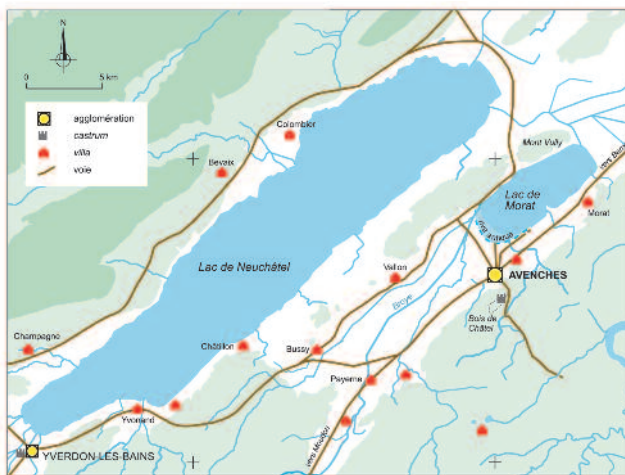 N
0 5 km
agglomération
castrum
villa
voie
Colombier
Bevaix
Mont Vully
Lac de
Morat
Morat
Lac de Neuchâtel
Vallon
Broye
AVENCHES
Bois de
Châtel
Champagne
Châtillon
Bussy
Payerne
Yvonand
YVERDON-LES-BAINS
vers Moudon